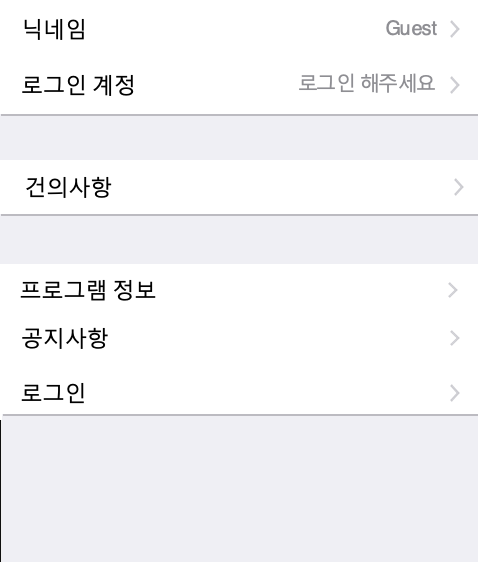 닉네임 Guest
로그인 계정 로그인 해주세요
건의사항
프로그램 정보
공지사항
로그인